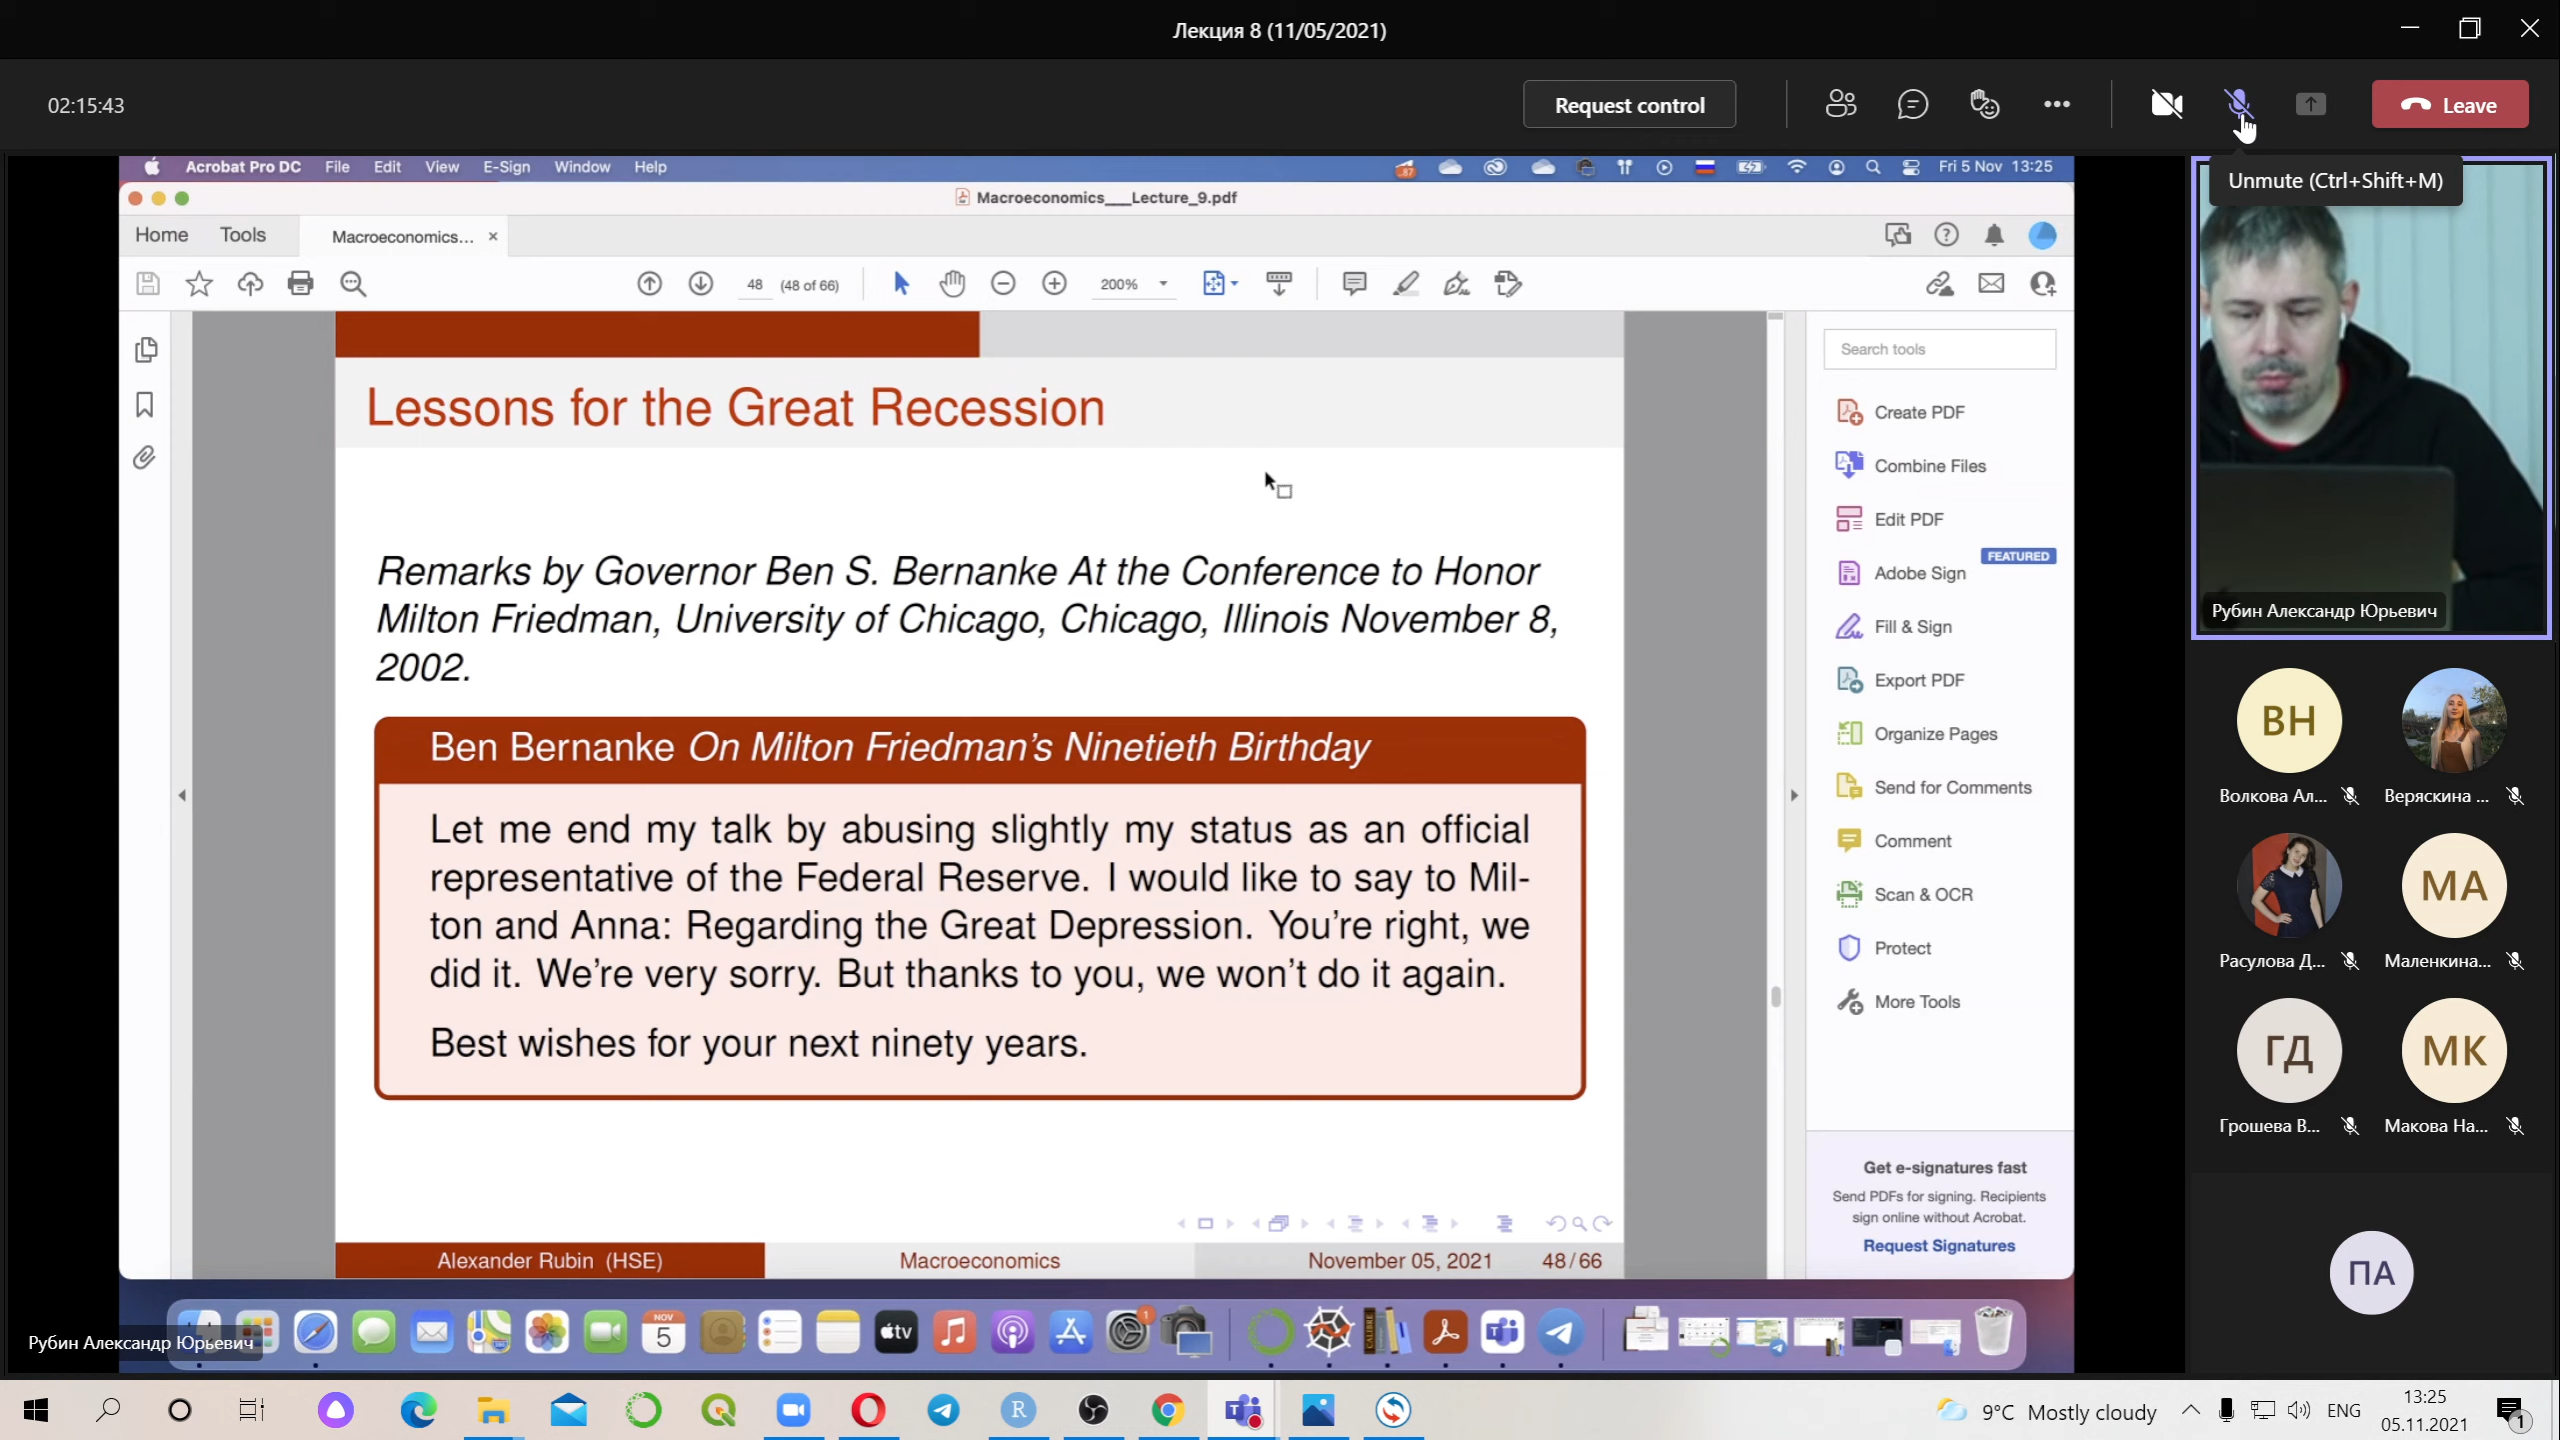 Лекция 8 (11/05/2021)
02:15:43
Request control
Leave
Unmute (Ctrl+Shift+M)
Acrobat Pro DC File Edit View E-Sign Window Help
Fri 5 Nov 13:25
Macroeconomics___Lecture_9.pdf
Home Tools Macroeconomics...
48 (48 of 66) 200%
Lessons for the Great Recession
Remarks by Governor Ben S. Bernanke At the Conference to Honor
Milton Friedman, University of Chicago, Chicago, Illinois November 8,
2002.
Ben Bernanke On Milton Friedman's Ninetieth Birthday
Let me end my talk by abusing slightly my status as an official
representative of the Federal Reserve. I would like to say to Mil-
ton and Anna: Regarding the Great Depression. You're right, we
did it. We're very sorry. But thanks to you, we won't do it again.
Best wishes for your next ninety years.
Alexander Rubin (HSE) Macroeconomics November 05, 2021 48/66
Search tools
Create PDF
Combine Files
Edit PDF
FEATURED
Adobe Sign
Fill & Sign
Export PDF
Organize Pages
Send for Comments
Comment
Scan & OCR
Protect
More Tools
Get e-signatures fast
Send PDFs for signing. Recipients
sign online without Acrobat.
Request Signatures
Рубин Александр Юрьевич
ВН
Волкова Ал... Веряскина ...
МА
Расулова Д... Маленкина...
ГД МК
Грошева В... Макова На...
ПА
NOV
5
tv
1
Рубин Александр Юрьевич
R
9°C Mostly cloudy
ENG
13:25
05.11.2021
1